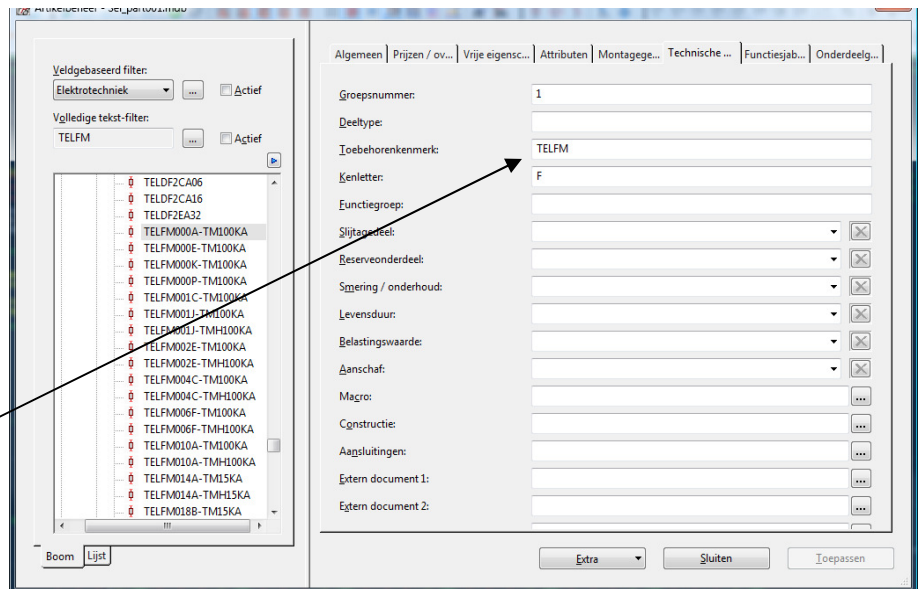 Artikelbeheer - Sel_part001.mdb
Veldgebaseerd filter:
Elektrotechniek ... Actief
Volledige tekst-filter:
TELFM ... Actief
TELDF2CA06
TELDF2CA16
TELDF2EA32
TELFM000A-TM100KA
TELFM000E-TM100KA
TELFM000K-TM100KA
TELFM000P-TM100KA
TELFM001C-TM100KA
TELFM001J-TM100KA
TELFM001J-TMH100KA
TELFM002E-TM100KA
TELFM002E-TMH100KA
TELFM004C-TM100KA
TELFM004C-TMH100KA
TELFM006F-TM100KA
TELFM006F-TMH100KA
TELFM010A-TM100KA
TELFM010A-TMH100KA
TELFM014A-TM15KA
TELFM014A-TMH15KA
TELFM018B-TM15KA
Boom Lijst
Algemeen Prijzen / ov... Vrije eigensc... Attributen Montagege... Technische ... Functiesjab... Onderdeelg...
Groepsnummer: 1
Deeltype:
Toebehorenkenmerk: TELFM
Kenletter: F
Functiegroep:
Slijtagedeel:
Reserveonderdeel:
Smering / onderhoud:
Levensduur:
Belastingswaarde:
Aanschaf:
Macro: ...
Constructie: ...
Aansluitingen: ...
Extern document 1: ...
Extern document 2: ...
Extra Sluiten Toepassen